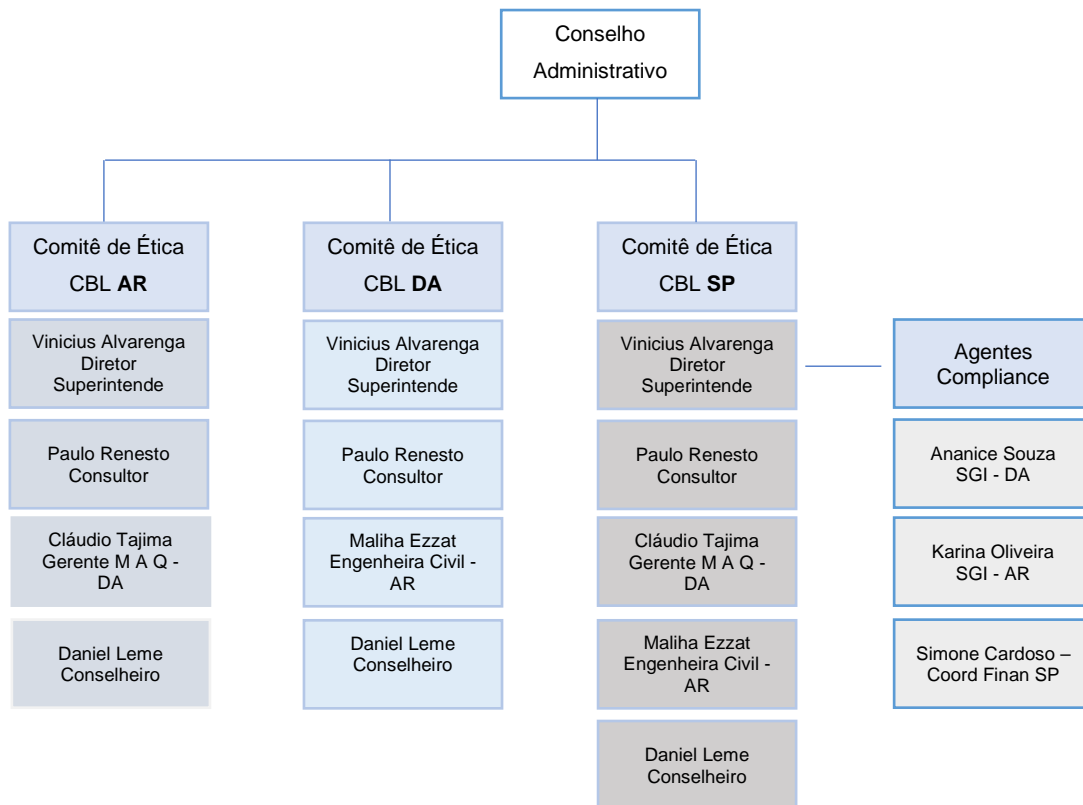 Conselho
Administrativo
Comitê de Ética
CBL AR
Vinicius Alvarenga
Diretor
Superintende
Paulo Renesto
Consultor
Cláudio Tajima
Gerente M A Q -
DA
Daniel Leme
Conselheiro
Comitê de Ética
CBL DA
Vinicius Alvarenga
Diretor
Superintende
Paulo Renesto
Consultor
Maliha Ezzat
Engenheira Civil -
AR
Daniel Leme
Conselheiro
Comitê de Ética
CBL SP
Vinicius Alvarenga
Diretor
Superintende
Paulo Renesto
Consultor
Cláudio Tajima
Gerente M A Q -
DA
Maliha Ezzat
Engenheira Civil -
AR
Daniel Leme
Conselheiro
Agentes
Compliance
Ananice Souza
SGI - DA
Karina Oliveira
SGI - AR
Simone Cardoso –
Coord Finan SP